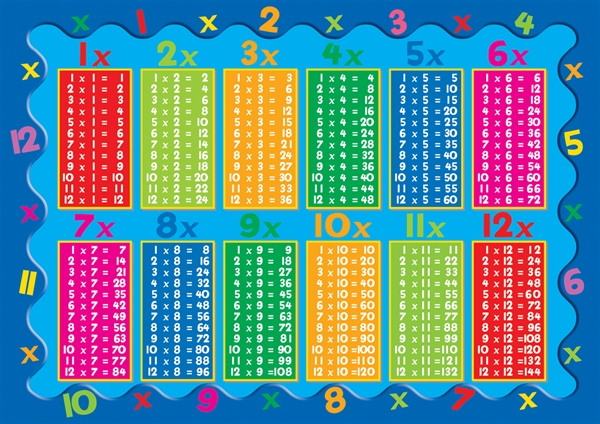 x 1 x 2 x 3 x 4
x
12
x
11
x
1x
1 x 1 = 1
2 x 1 = 2
3 x 1 = 3
4 x 1 = 4
5 x 1 = 5
6 x 1 = 6
7 x 1 = 7
8 x 1 = 8
9 x 1 = 9
10 x 1 = 10
11 x 1 = 11
12 x 1 = 12
2x
1 x 2 = 2
2 x 2 = 4
3 x 2 = 6
4 x 2 = 8
5 x 2 = 10
6 x 2 = 12
7 x 2 = 14
8 x 2 = 16
9 x 2 = 18
10 x 2 = 20
11 x 2 = 22
12 x 2 = 24
3x
1 x 3 = 3
2 x 3 = 6
3 x 3 = 9
4 x 3 = 12
5 x 3 = 15
6 x 3 = 18
7 x 3 = 21
8 x 3 = 24
9 x 3 = 27
10 x 3 = 30
11 x 3 = 33
12 x 3 = 36
4x
1 x 4 = 4
2 x 4 = 8
3 x 4 = 12
4 x 4 = 16
5 x 4 = 20
6 x 4 = 24
7 x 4 = 28
8 x 4 = 32
9 x 4 = 36
10 x 4 = 40
11 x 4 = 44
12 x 4 = 48
5x
1 x 5 = 5
2 x 5 = 10
3 x 5 = 15
4 x 5 = 20
5 x 5 = 25
6 x 5 = 30
7 x 5 = 35
8 x 5 = 40
9 x 5 = 45
10 x 5 = 50
11 x 5 = 55
12 x 5 = 60
6x
1 x 6 = 6
2 x 6 = 12
3 x 6 = 18
4 x 6 = 24
5 x 6 = 30
6 x 6 = 36
7 x 6 = 42
8 x 6 = 48
9 x 6 = 54
10 x 6 = 60
11 x 6 = 66
12 x 6 = 72
7x
1 x 7 = 7
2 x 7 = 14
3 x 7 = 21
4 x 7 = 28
5 x 7 = 35
6 x 7 = 42
7 x 7 = 49
8 x 7 = 56
9 x 7 = 63
10 x 7 = 70
11 x 7 = 77
12 x 7 = 84
8x
1 x 8 = 8
2 x 8 = 16
3 x 8 = 24
4 x 8 = 32
5 x 8 = 40
6 x 8 = 48
7 x 8 = 56
8 x 8 = 64
9 x 8 = 72
10 x 8 = 80
11 x 8 = 88
12 x 8 = 96
9x
1 x 9 = 9
2 x 9 = 18
3 x 9 = 27
4 x 9 = 36
5 x 9 = 45
6 x 9 = 54
7 x 9 = 63
8 x 9 = 72
9 x 9 = 81
10 x 9 = 90
11 x 9 = 99
12 x 9 = 108
10x
1 x 10 = 10
2 x 10 = 20
3 x 10 = 30
4 x 10 = 40
5 x 10 = 50
6 x 10 = 60
7 x 10 = 70
8 x 10 = 80
9 x 10 = 90
10 x 10 = 100
11 x 10 = 110
12 x 10 = 120
11x
1 x 11 = 11
2 x 11 = 22
3 x 11 = 33
4 x 11 = 44
5 x 11 = 55
6 x 11 = 66
7 x 11 = 77
8 x 11 = 88
9 x 11 = 99
10 x 11 = 110
11 x 11 = 121
12 x 11 = 132
12x
1 x 12 = 12
2 x 12 = 24
3 x 12 = 36
4 x 12 = 48
5 x 12 = 60
6 x 12 = 72
7 x 12 = 84
8 x 12 = 96
9 x 12 = 108
10 x 12 = 120
11 x 12 = 132
12 x 12 = 144
x
5
x
6
x
10 x 9 x 8 x 7 x